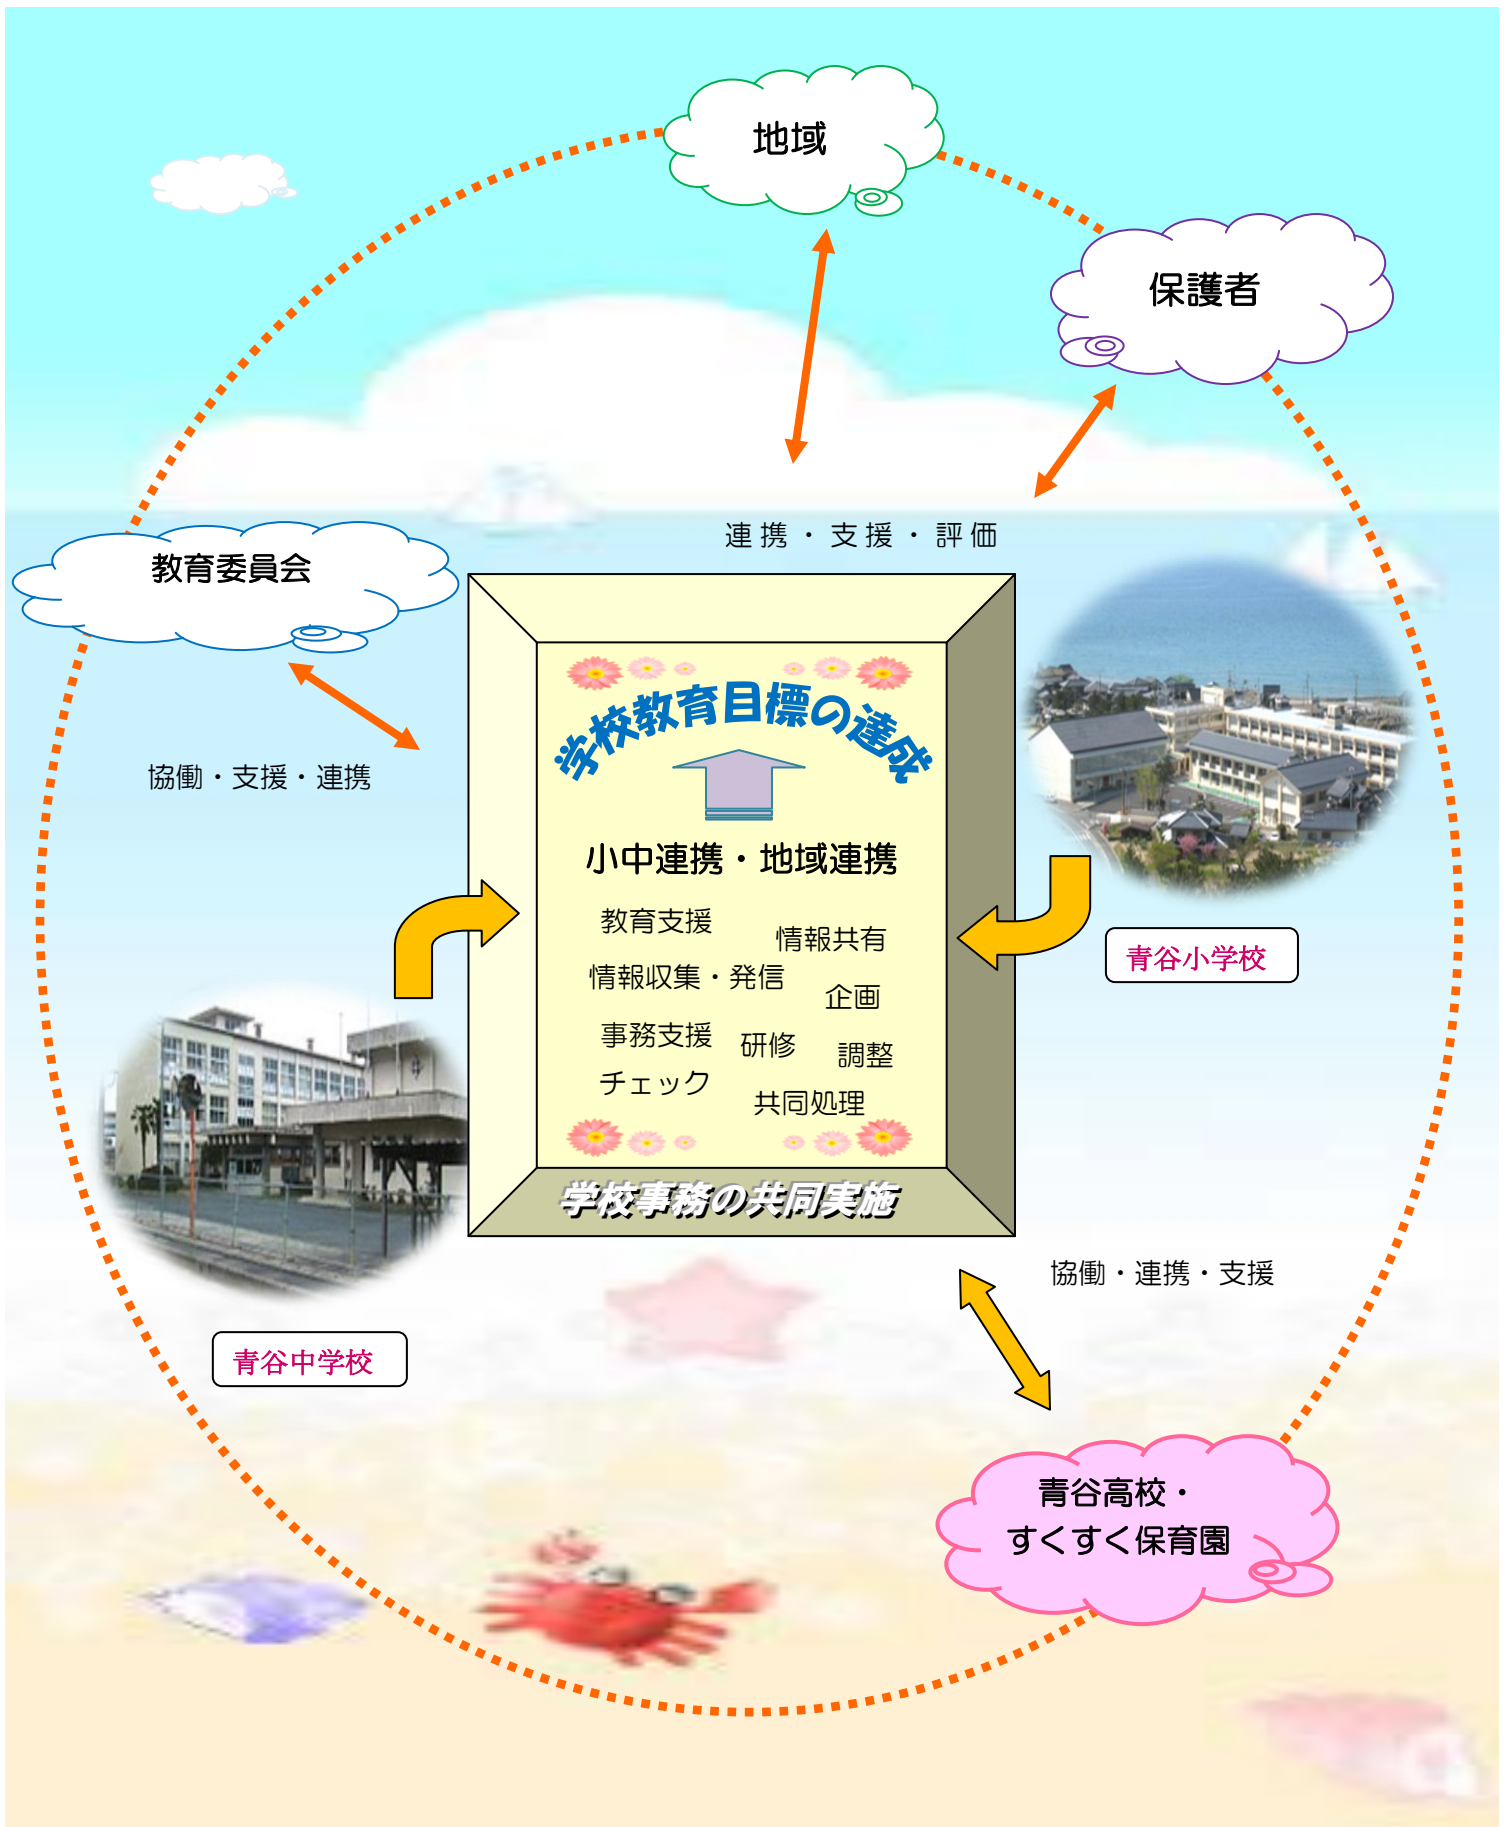 地域
保護者
連携・支援・評価
教育委員会
協働・支援・連携
学校教育目標の達成
小中連携・地域連携
教育支援
情報共有
情報収集・発信
企画
事務支援
研修
調整
チェック
共同処理
学校事務の共同実施
青谷小学校
青谷中学校
協働・連携・支援
青谷高校・
すくすく保育園